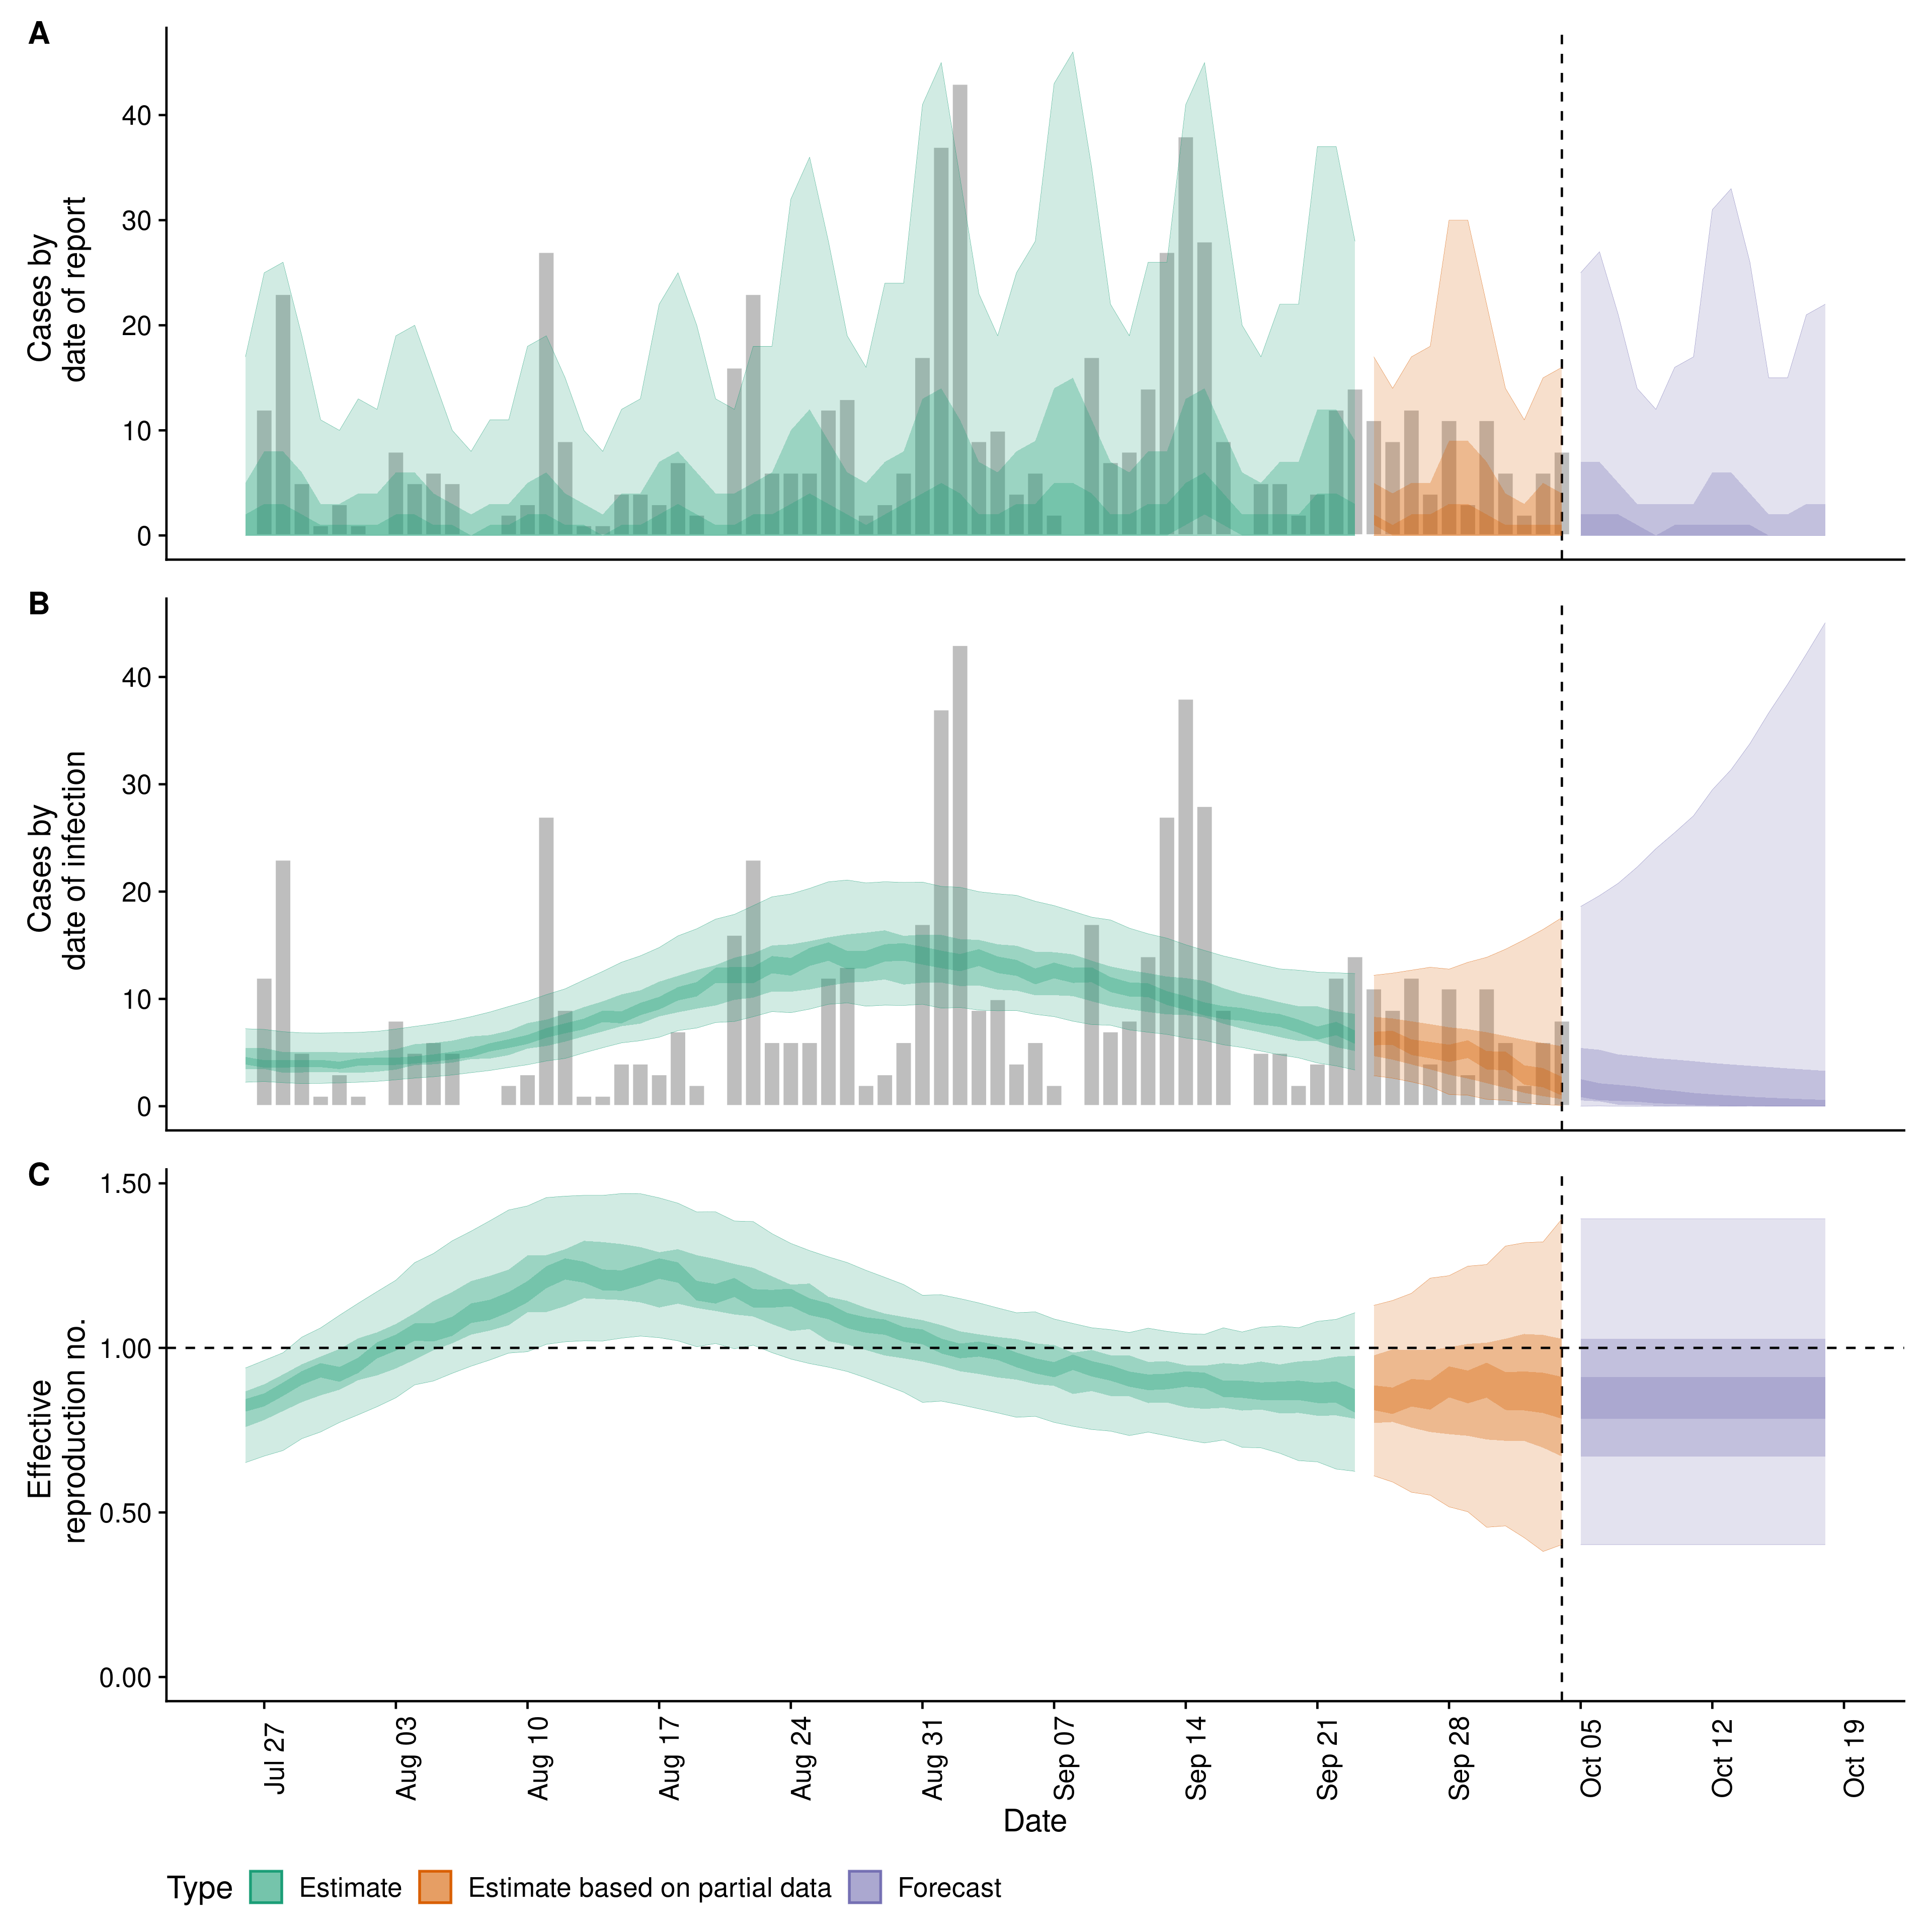 A
Cases by
date of report
40
30
20
10
0
B
Cases by
date of infection
40
30
20
10
0
C
Effective
reproduction no.
1.50
1.00
0.50
0.00
Jul 27
Aug 03
Aug 10
Aug 17
Aug 24
Aug 31
Sep 07
Sep 14
Sep 21
Sep 28
Oct 05
Oct 12
Oct 19
Date
Type Estimate Estimate based on partial data Forecast